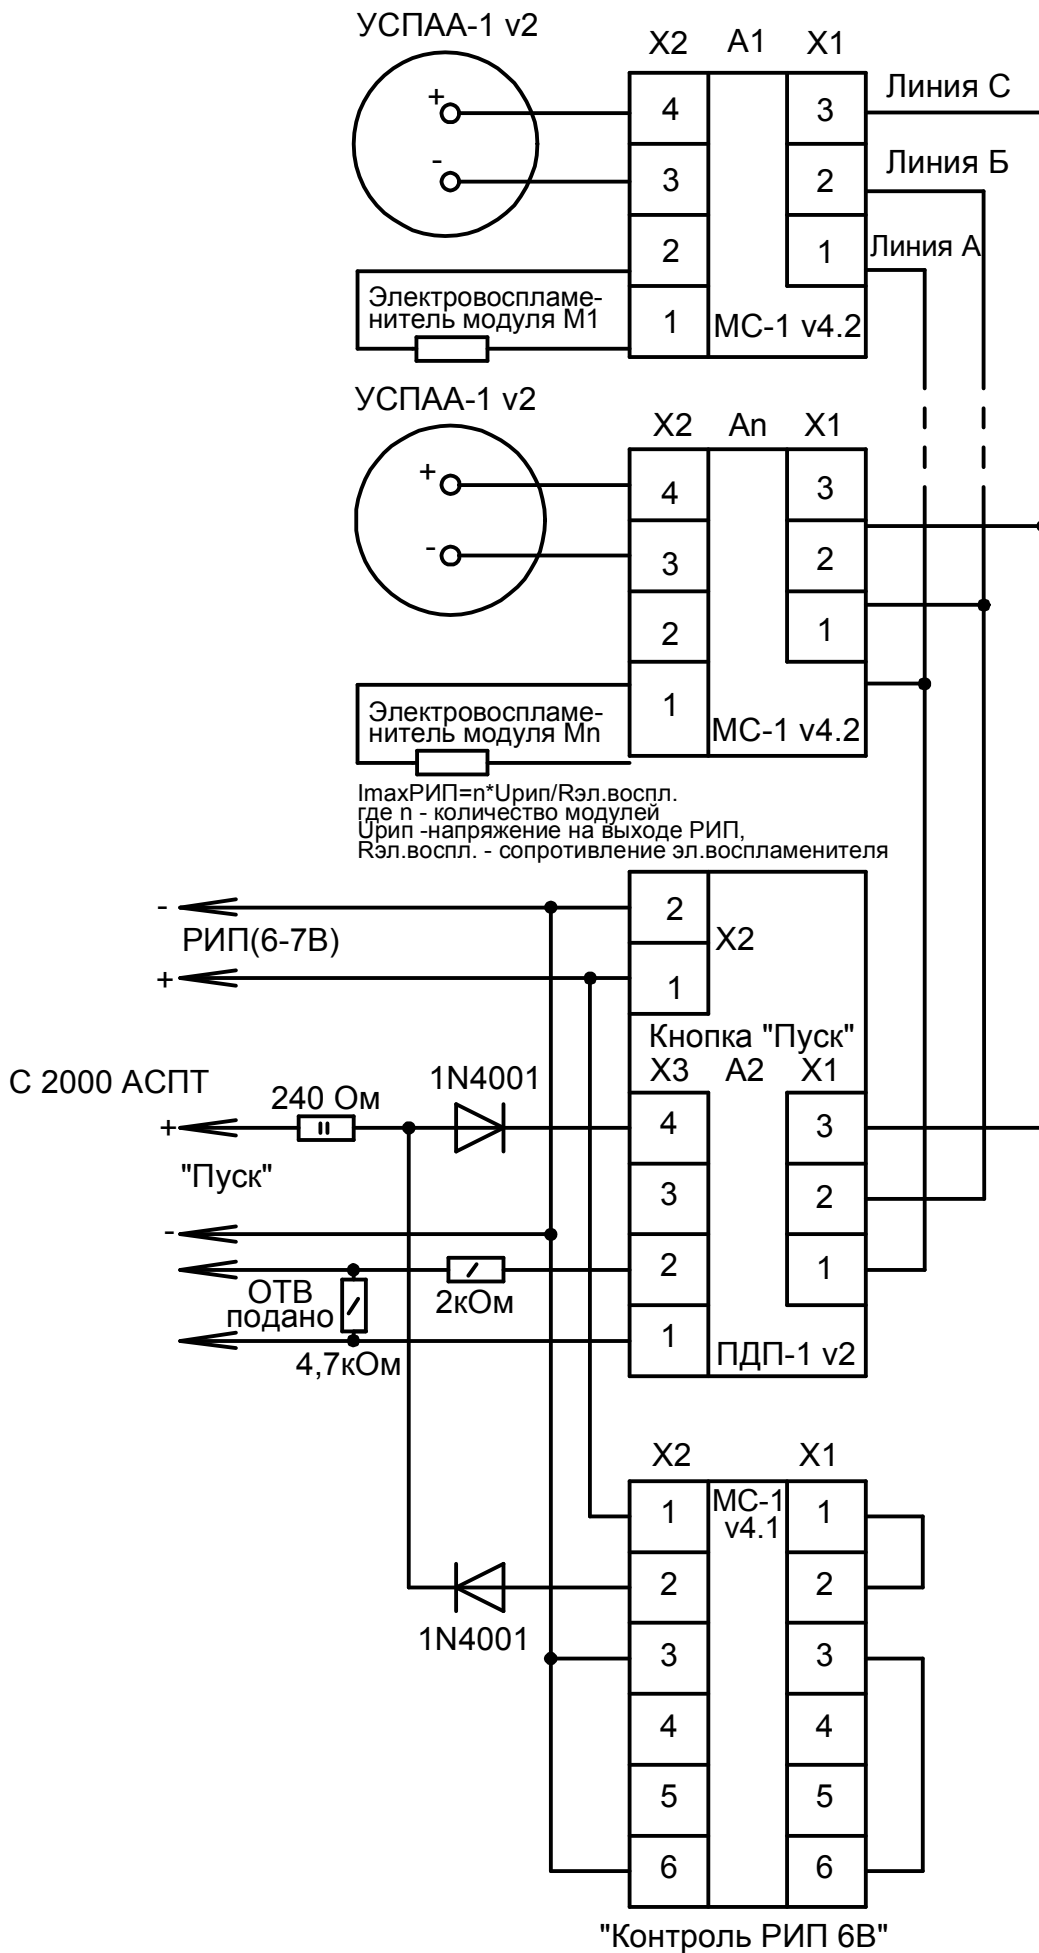 УСПАА-1 v2
X2 A1 X1
+
4
3
Линия С
-
3
2
Линия Б
2
1
Линия А
Электровоспламе-
нитель модуля М1
1
МС-1 v4.2
УСПАА-1 v2
X2 An X1
+
4
3
-
3
2
2
1
1
Электровоспламе-
нитель модуля Mn
МС-1 v4.2
ImaxРИП=n*Uрип/Rэл.воспл.
где n - количество модулей
Uрип -напряжение на выходе РИП,
Rэл.воспл. - сопротивление эл.воспламенителя
-
2
РИП(6-7В)
X2
+
1
Кнопка "Пуск"
X3 A2 X1
С 2000 АСПТ
240 Ом
1N4001
+
4
3
"Пуск"
3
2
-
2
1
ОТВ
подано
2кОм
1
4,7кОм
ПДП-1 v2
X2 X1
1
МС-1
v4.1
1
2
2
1N4001
3
3
4
4
5
5
6
6
"Контроль РИП 6В"